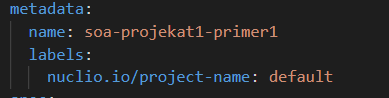 metadata:
  name: soa-projekat1-primer1
  labels:
    nuclio.io/project-name: default